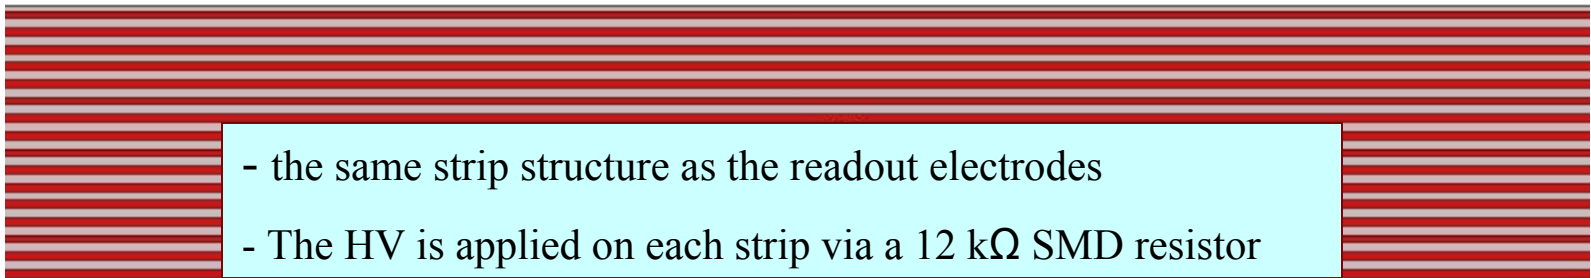 - the same strip structure as the readout electrodes
- The HV is applied on each strip via a 12 kΩ SMD resistor